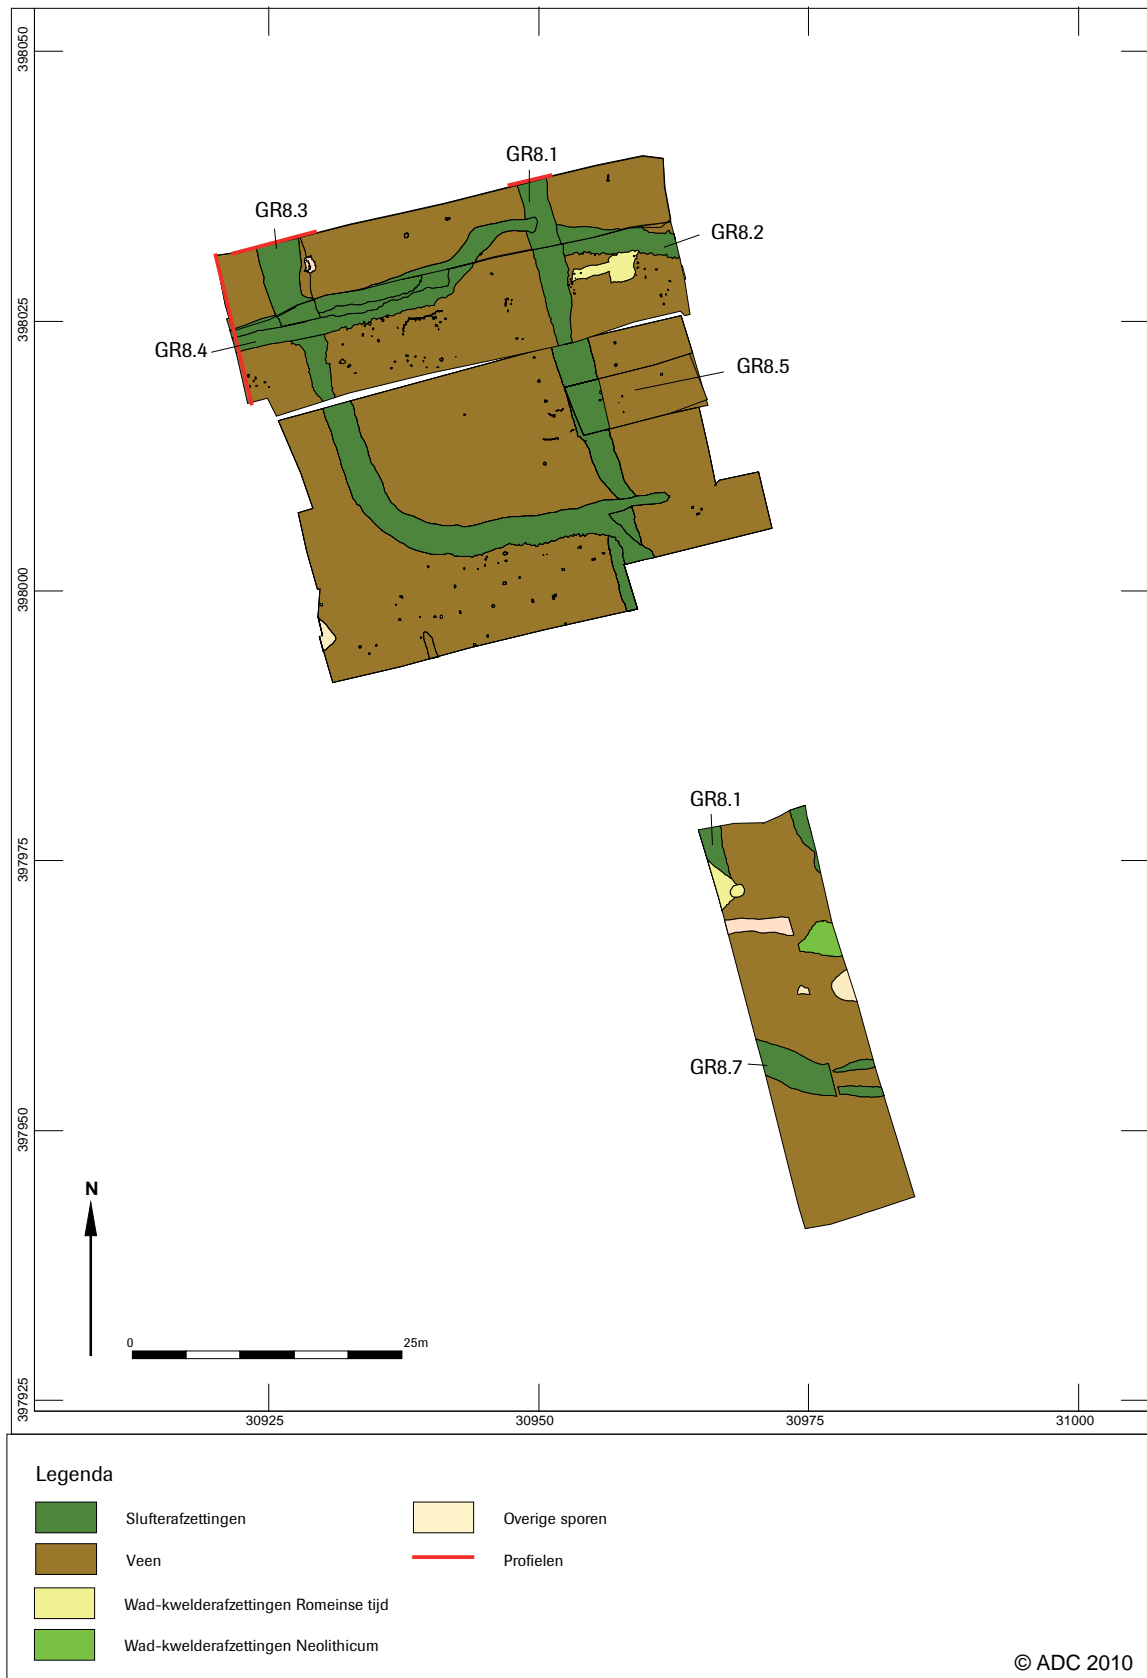 398050
GR8.1
GR8.3
GR8.2
398025
GR8.4
GR8.5
398000
GR8.1
397975
GR8.7
397950
N
0 25m
397925
30925 30950 30975 31000
Legenda
Slufterafzettingen Overige sporen
Veen Profielen
Wad-kwelderafzettingen Romeinse tijd
Wad-kwelderafzettingen Neolithicum
© ADC 2010